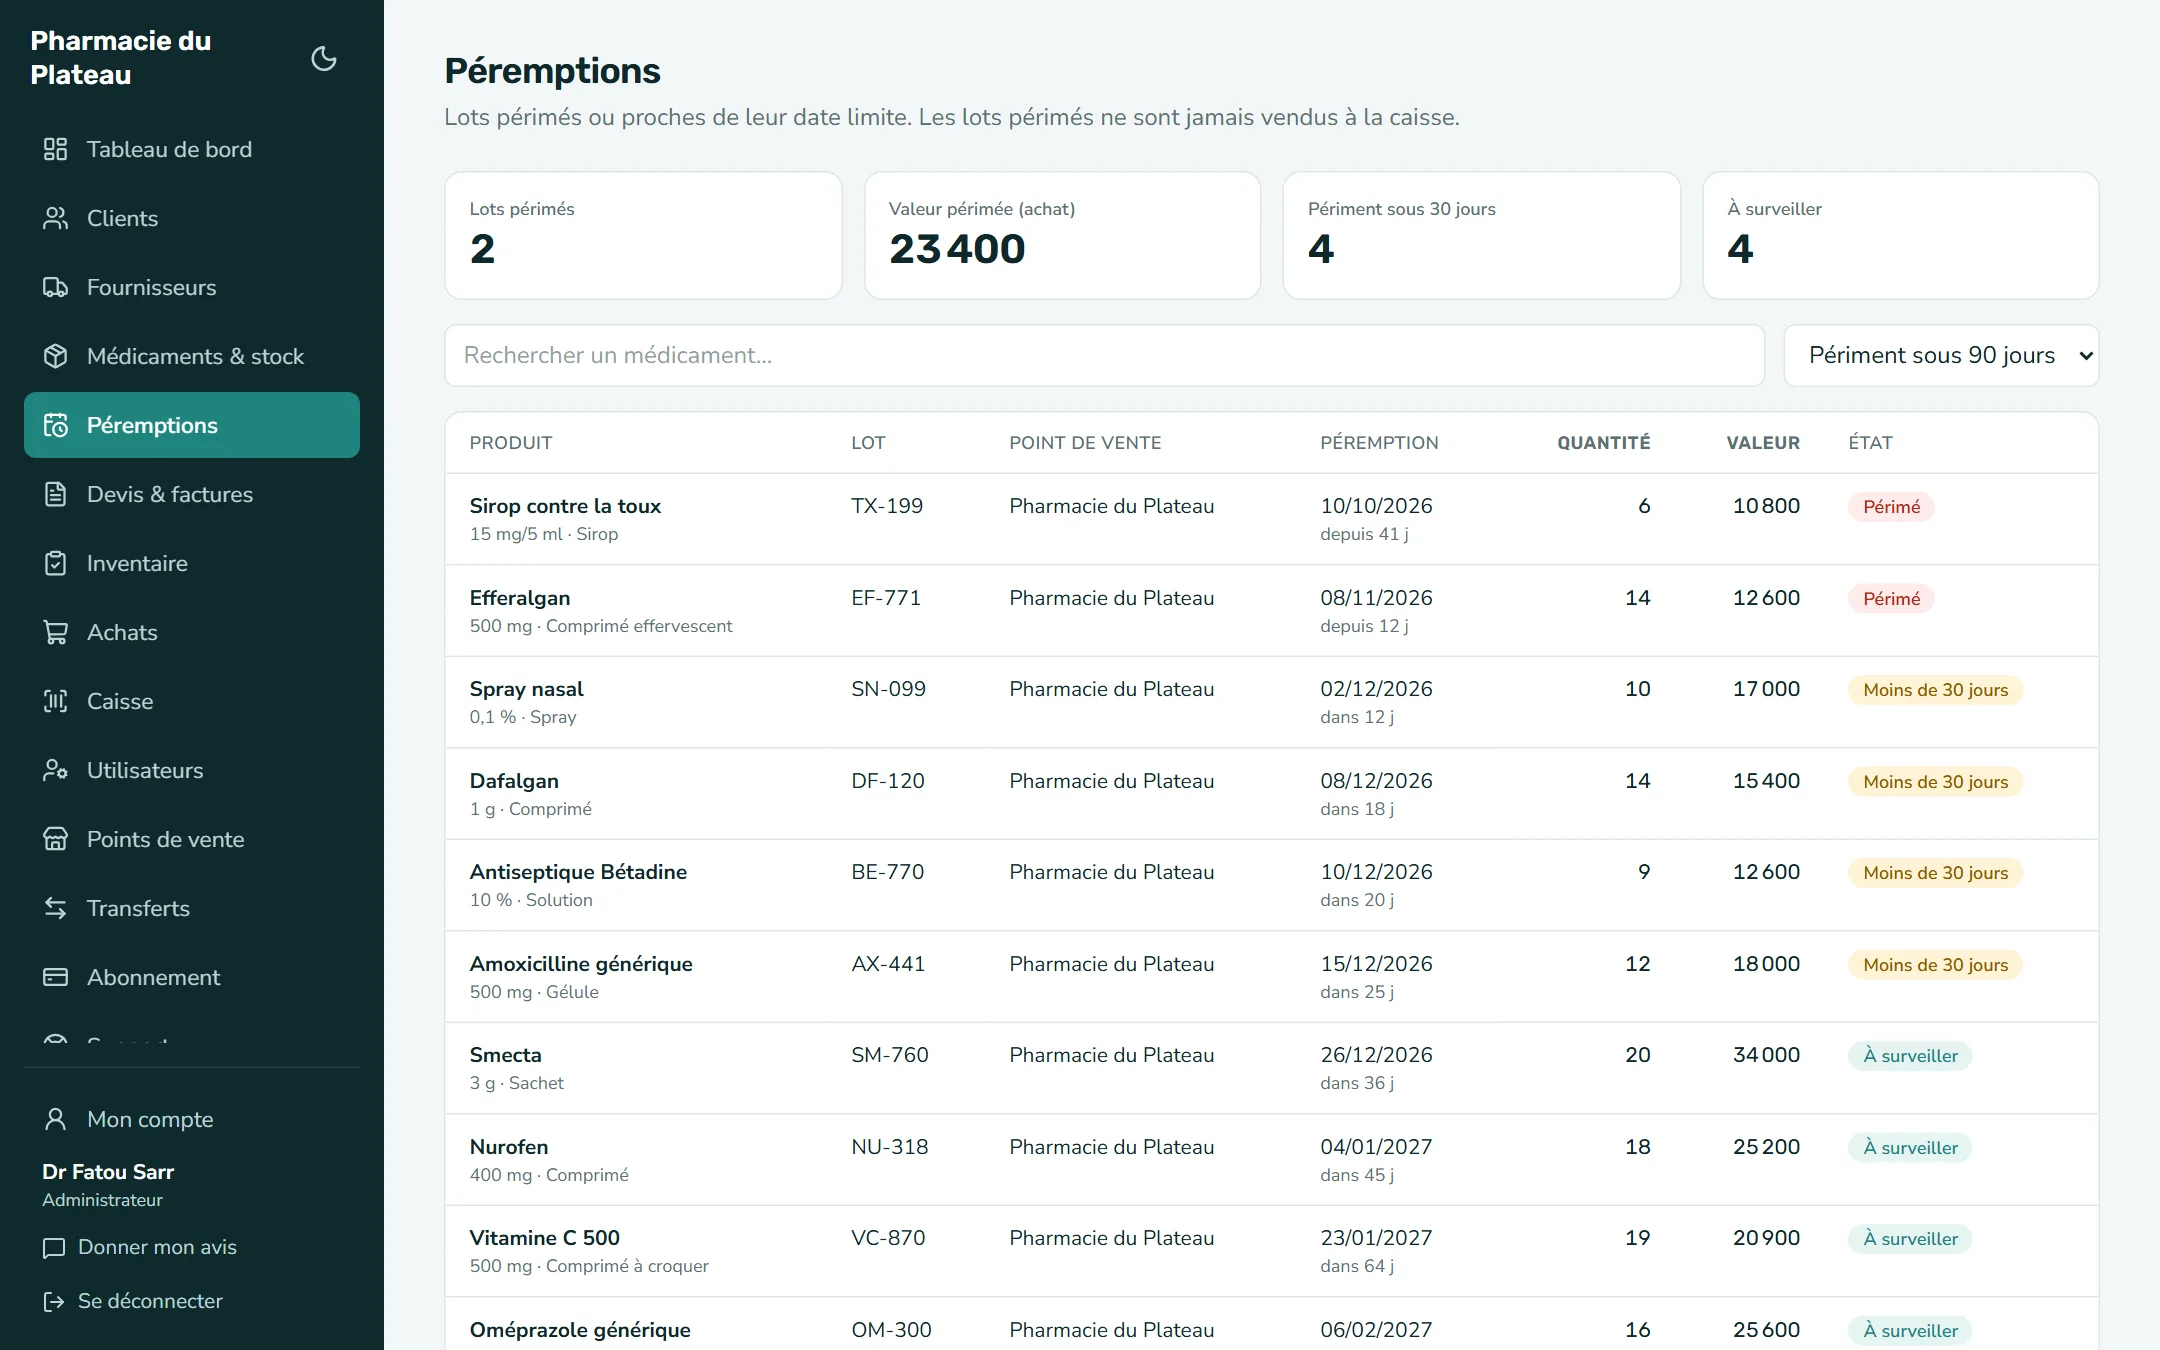 Pharmacie du
Plateau
Tableau de bord
Clients
Fournisseurs
Médicaments & stock
Péremptions
Devis & factures
Inventaire
Achats
Caisse
Utilisateurs
Points de vente
Transferts
Abonnement
Mon compte
Dr Fatou Sarr
Administrateur
Donner mon avis
Se déconnecter
Péremptions
Lots périmés ou proches de leur date limite. Les lots périmés ne sont jamais vendus à la caisse.
Lots périmés
2
Valeur périmée (achat)
23 400
Périment sous 30 jours
4
À surveiller
4
Rechercher un médicament...
Périment sous 90 jours
PRODUIT LOT POINT DE VENTE PÉREMPTION QUANTITÉ VALEUR ÉTAT
Sirop contre la toux TX-199 Pharmacie du Plateau 10/10/2026 6 10 800 Périmé
15 mg/5 ml · Sirop depuis 41 j
Efferalgan EF-771 Pharmacie du Plateau 08/11/2026 14 12 600 Périmé
500 mg · Comprimé effervescent depuis 12 j
Spray nasal SN-099 Pharmacie du Plateau 02/12/2026 10 17 000 Moins de 30 jours
0,1 % · Spray dans 12 j
Dafalgan DF-120 Pharmacie du Plateau 08/12/2026 14 15 400 Moins de 30 jours
1 g · Comprimé dans 18 j
Antiseptique Bétadine BE-770 Pharmacie du Plateau 10/12/2026 9 12 600 Moins de 30 jours
10 % · Solution dans 20 j
Amoxicilline générique AX-441 Pharmacie du Plateau 15/12/2026 12 18 000 Moins de 30 jours
500 mg · Gélule dans 25 j
Smecta SM-760 Pharmacie du Plateau 26/12/2026 20 34 000 À surveiller
3 g · Sachet dans 36 j
Nurofen NU-318 Pharmacie du Plateau 04/01/2027 18 25 200 À surveiller
400 mg · Comprimé dans 45 j
Vitamine C 500 VC-870 Pharmacie du Plateau 23/01/2027 19 20 900 À surveiller
500 mg · Comprimé à croquer dans 64 j
Oméprazole générique OM-300 Pharmacie du Plateau 06/02/2027 16 25 600 À surveiller